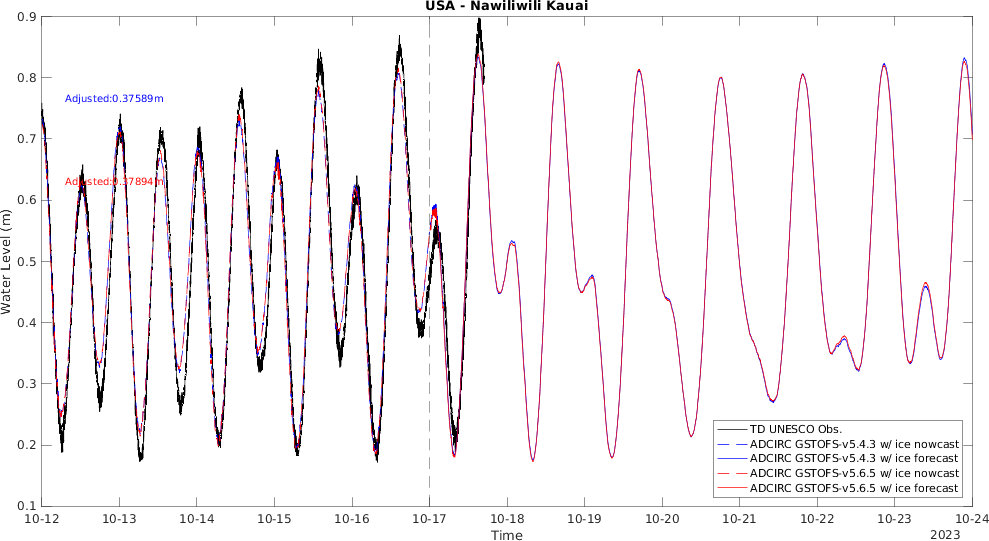 USA - Nawiliwili Kauai
0.9
0.8
0.7
0.6
0.5
0.4
0.3
0.2
0.1
Water Level (m)
Adjusted:0.37589m
Adjusted:0.37894m
TD UNESCO Obs.
ADCIRC GSTOFS-v5.4.3 w/ ice nowcast
ADCIRC GSTOFS-v5.4.3 w/ ice forecast
ADCIRC GSTOFS-v5.6.5 w/ ice nowcast
ADCIRC GSTOFS-v5.6.5 w/ ice forecast
10-12 10-13 10-14 10-15 10-16 10-17 10-18 10-19 10-20 10-21 10-22 10-23 10-24
Time
2023